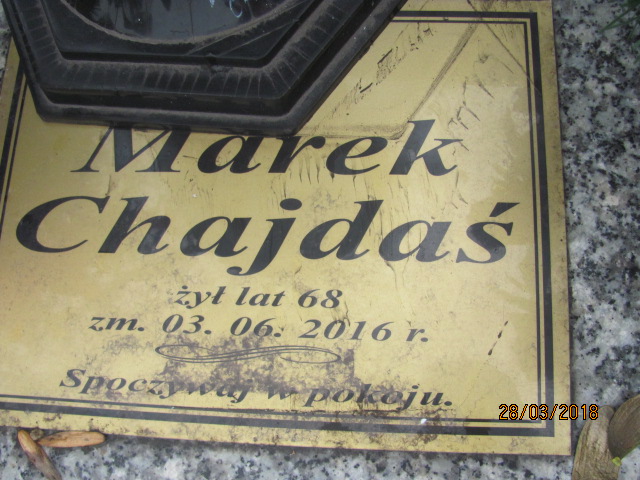 Marek
Chajdaś
żył lat 68
zm. 03. 06. 2016 r.
Spoczywaj w pokoju.
28/03/2018